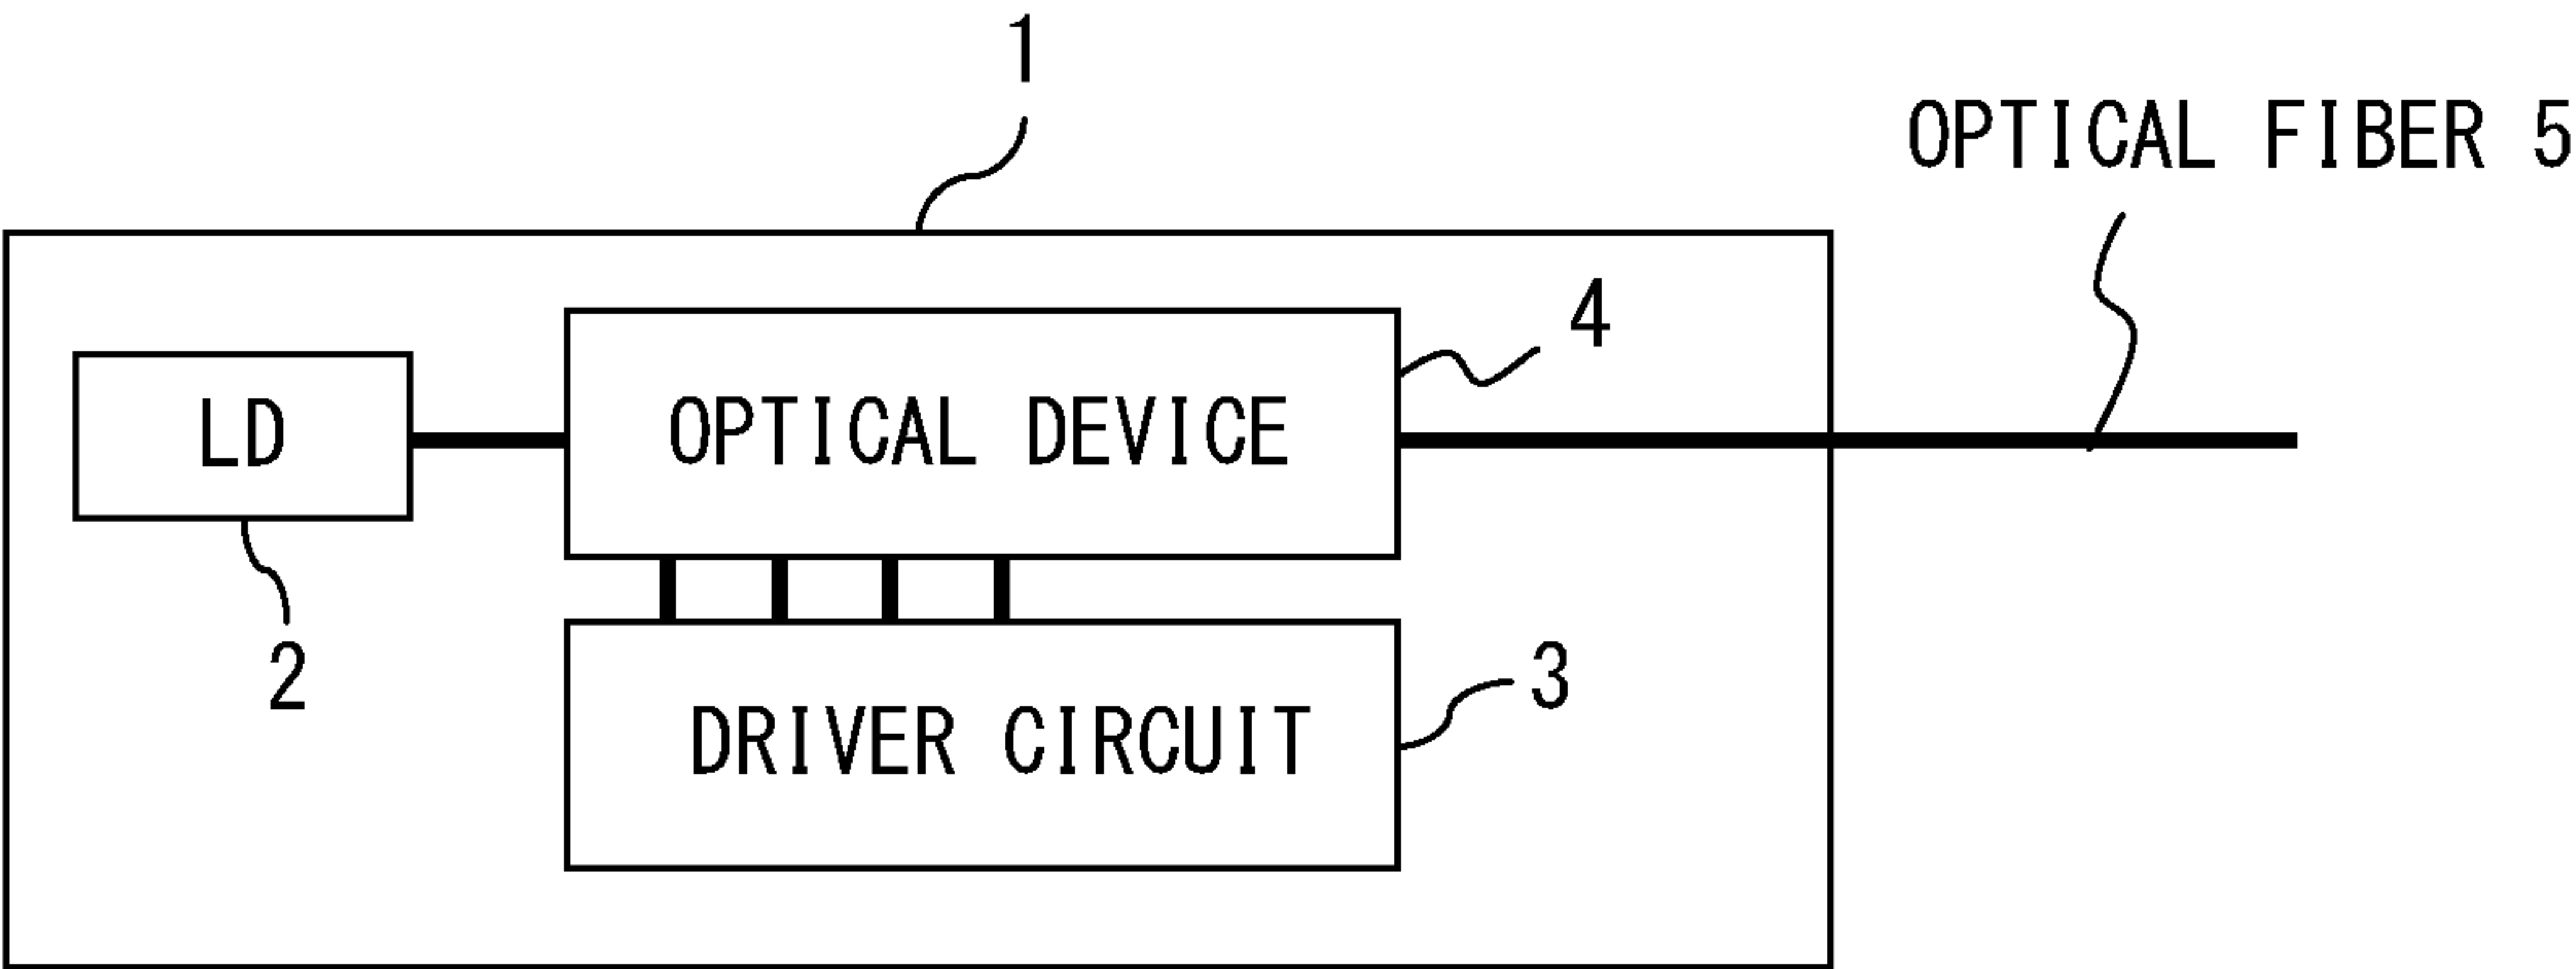 1
OPTICAL FIBER 5
4
LD
OPTICAL DEVICE
2
3
DRIVER CIRCUIT